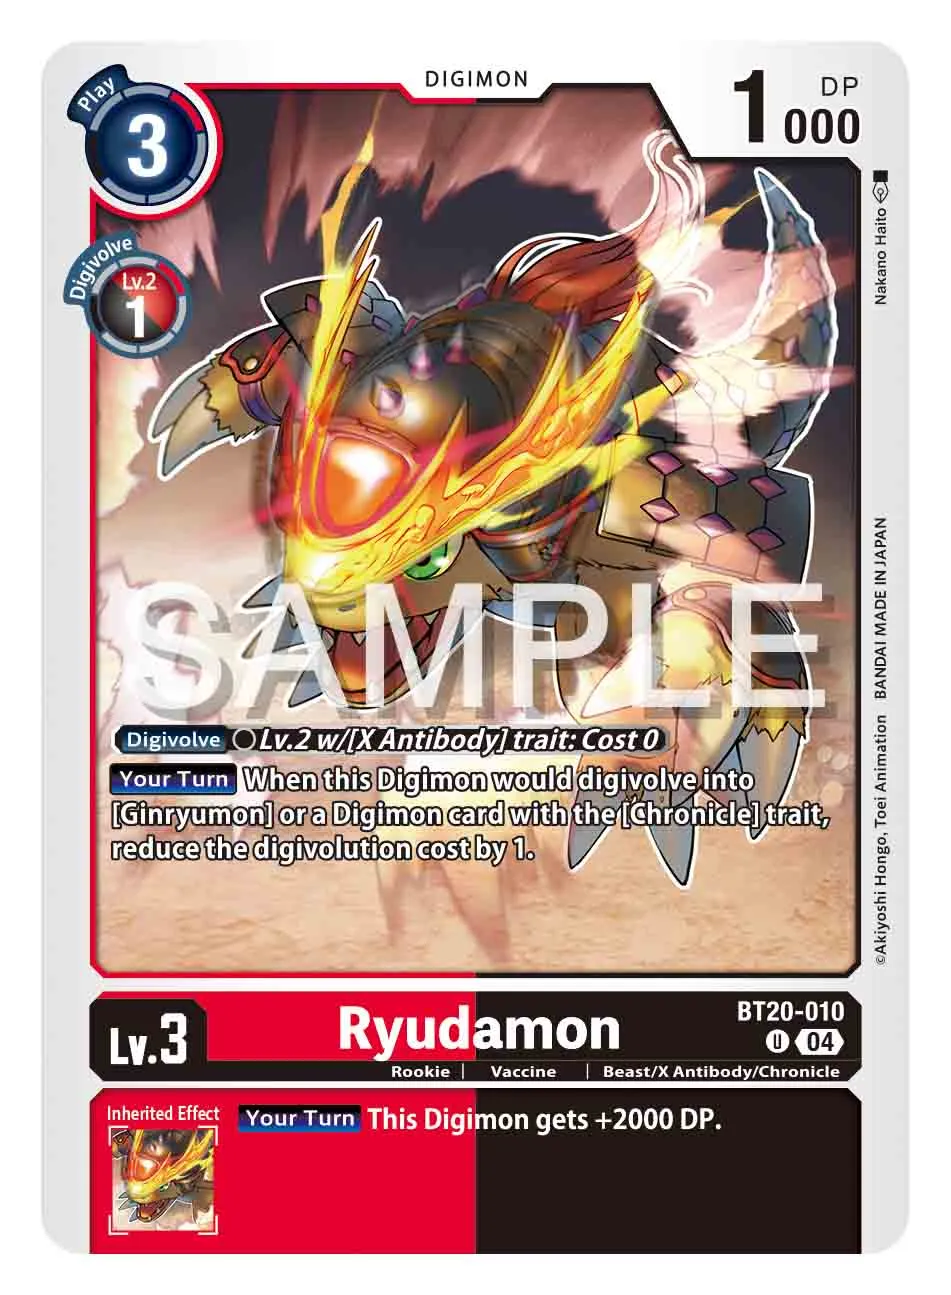 DIGIMON
Play
3
1000
DP
Digivolve
Lv.2
1
Nakano Haito
SAMPLE
Digivolve Lv.2 w/[X Antibody] trait: Cost 0
Your Turn When this Digimon would digivolve into
[Ginryumon] or a Digimon card with the [Chronicle] trait,
reduce the digivolution cost by 1.
©Akiyoshi Hongo, Toei Animation BANDAI MADE IN JAPAN
Lv.3
Ryudamon
BT20-010
U 04
Rookie | Vaccine | Beast/X Antibody/Chronicle
Inherited Effect
Your Turn This Digimon gets +2000 DP.